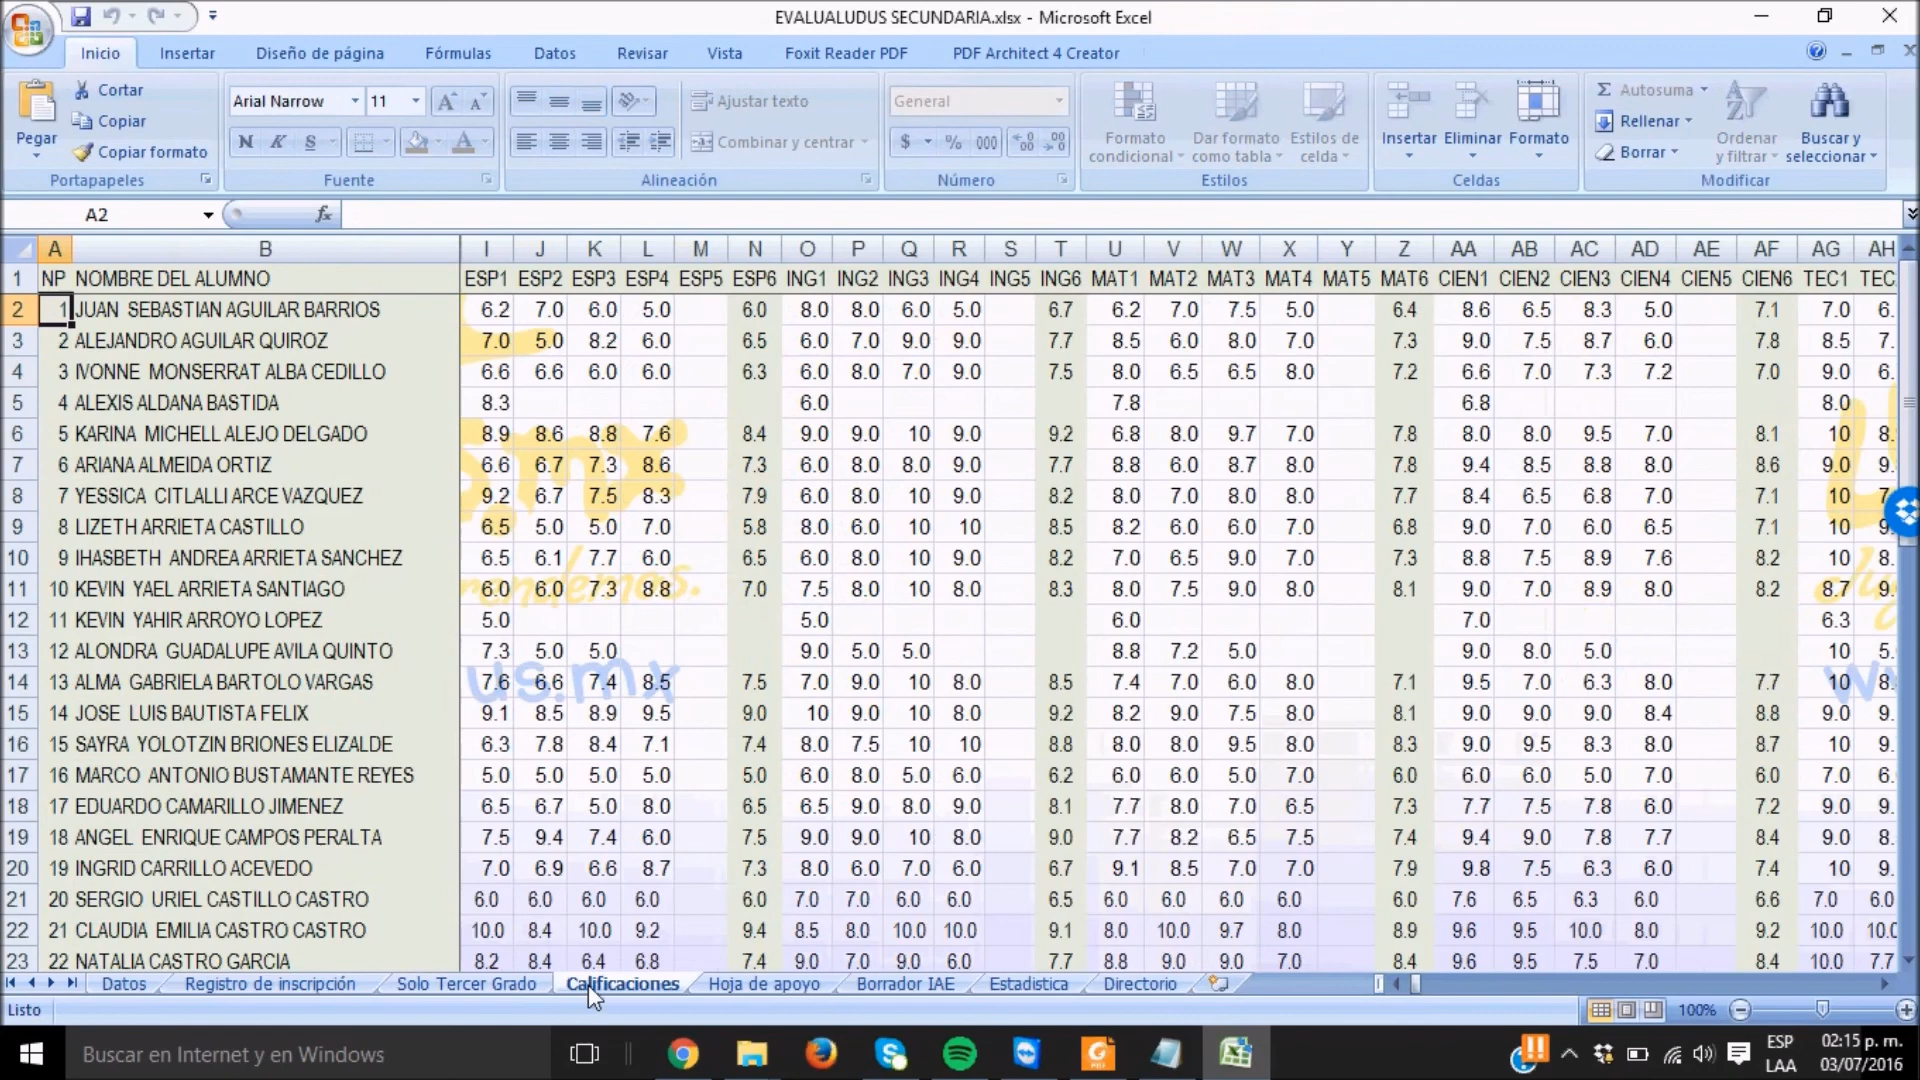 EVALUALUDUS SECUNDARIA.xlsx - Microsoft Excel
Inicio Insertar Diseño de página Fórmulas Datos Revisar Vista Foxit Reader PDF PDF Architect 4 Creator
Pegar Cortar Copiar Copiar formato Portapapeles
Arial Narrow 11 N K S Fuente
Ajustar texto Combinar y centrar Alineación
General $ % 000 Número
Formato condicional Dar formato como tabla Estilos de celda Estilos
Insertar Eliminar Formato Celdas
Autosuma Rellenar Borrar Ordenar y filtrar Buscar y seleccionar Modificar
A2 fx
A B I J K L M N O P Q R S T U V W X Y Z AA AB AC AD AE AF AG AH
1 NP NOMBRE DEL ALUMNO ESP1 ESP2 ESP3 ESP4 ESP5 ESP6 ING1 ING2 ING3 ING4 ING5 ING6 MAT1 MAT2 MAT3 MAT4 MAT5 MAT6 CIEN1 CIEN2 CIEN3 CIEN4 CIEN5 CIEN6 TEC1 TEC
2 1 JUAN SEBASTIAN AGUILAR BARRIOS 6.2 7.0 6.0 5.0 6.0 8.0 8.0 6.0 5.0 6.7 6.2 7.0 7.5 5.0 6.4 8.6 6.5 8.3 5.0 7.1 7.0 6.
3 2 ALEJANDRO AGUILAR QUIROZ 7.0 5.0 8.2 6.0 6.5 6.0 7.0 9.0 9.0 7.7 8.5 6.0 8.0 7.0 7.3 9.0 7.5 8.7 6.0 7.8 8.5 7.
4 3 IVONNE MONSERRAT ALBA CEDILLO 6.6 6.6 6.0 6.0 6.3 6.0 8.0 7.0 9.0 7.5 8.0 6.5 6.5 8.0 7.2 6.6 7.0 7.3 7.2 7.0 9.0 6.
5 4 ALEXIS ALDANA BASTIDA 8.3 6.0 7.8 6.8 8.0
6 5 KARINA MICHELL ALEJO DELGADO 8.9 8.6 8.8 7.6 8.4 9.0 9.0 10 9.0 9.2 6.8 8.0 9.7 7.0 7.8 8.0 8.0 9.5 7.0 8.1 10 8.
7 6 ARIANA ALMEIDA ORTIZ 6.6 6.7 7.3 8.6 7.3 6.0 8.0 8.0 9.0 7.7 8.8 6.0 8.7 8.0 7.8 9.4 8.5 8.8 8.0 8.6 9.0 9.
8 7 YESSICA CITLALLI ARCE VAZQUEZ 9.2 6.7 7.5 8.3 7.9 6.0 8.0 10 9.0 8.2 8.0 7.0 8.0 8.0 7.7 8.4 6.5 6.8 7.0 7.1 10 7
9 8 LIZETH ARRIETA CASTILLO 6.5 5.0 5.0 7.0 5.8 8.0 6.0 10 10 8.5 8.2 6.0 6.0 7.0 6.8 9.0 7.0 6.0 6.5 7.1 10 9
10 9 IHASBETH ANDREA ARRIETA SANCHEZ 6.5 6.1 7.7 6.0 6.5 6.0 8.0 10 9.0 8.2 7.0 6.5 9.0 7.0 7.3 8.8 7.5 8.9 7.6 8.2 10 8.
11 10 KEVIN YAEL ARRIETA SANTIAGO 6.0 6.0 7.3 8.8 7.0 7.5 8.0 10 8.0 8.3 8.0 7.5 9.0 8.0 8.1 9.0 7.0 8.9 8.0 8.2 8.7 9.
12 11 KEVIN YAHIR ARROYO LOPEZ 5.0 5.0 6.0 7.0 6.3
13 12 ALONDRA GUADALUPE AVILA QUINTO 7.3 5.0 5.0 9.0 5.0 5.0 8.8 7.2 5.0 9.0 8.0 5.0 10 5.
14 13 ALMA GABRIELA BARTOLO VARGAS 7.6 6.6 7.4 8.5 7.5 7.0 9.0 10 8.0 8.5 7.4 7.0 6.0 8.0 7.1 9.5 7.0 6.3 8.0 7.7 10 8.
15 14 JOSE LUIS BAUTISTA FELIX 9.1 8.5 8.9 9.5 9.0 10 9.0 10 8.0 9.2 8.2 9.0 7.5 8.0 8.1 9.0 9.0 9.0 8.4 8.8 9.0 9.
16 15 SAYRA YOLOTZIN BRIONES ELIZALDE 6.3 7.8 8.4 7.1 7.4 8.0 7.5 10 10 8.8 8.0 8.0 9.5 8.0 8.3 9.0 9.5 8.3 8.0 8.7 10 9.
17 16 MARCO ANTONIO BUSTAMANTE REYES 5.0 5.0 5.0 5.0 5.0 6.0 8.0 5.0 6.0 6.2 6.0 6.0 5.0 7.0 6.0 6.0 6.0 5.0 7.0 6.0 7.0 6.
18 17 EDUARDO CAMARILLO JIMENEZ 6.5 6.7 5.0 8.0 6.5 6.5 9.0 8.0 9.0 8.1 7.7 8.0 7.0 6.5 7.3 7.7 7.5 7.8 6.0 7.2 9.0 9.
19 18 ANGEL ENRIQUE CAMPOS PERALTA 7.5 9.4 7.4 6.0 7.5 9.0 9.0 10 8.0 9.0 7.7 8.2 6.5 7.5 7.4 9.4 9.0 7.8 7.7 8.4 9.0 8.
20 19 INGRID CARRILLO ACEVEDO 7.0 6.9 6.6 8.7 7.3 8.0 6.0 7.0 6.0 6.7 9.1 8.5 7.0 7.0 7.9 9.8 7.5 6.3 6.0 7.4 10 9.
21 20 SERGIO URIEL CASTILLO CASTRO 6.0 6.0 6.0 6.0 6.0 7.0 7.0 6.0 6.0 6.5 6.0 6.0 6.0 6.0 6.0 7.6 6.5 6.3 6.0 6.6 7.0 6.0
22 21 CLAUDIA EMILIA CASTRO CASTRO 10.0 8.4 10.0 9.2 9.4 8.5 8.0 10.0 10.0 9.1 8.0 10.0 9.7 8.0 8.9 9.6 9.5 10.0 8.0 9.2 10.0 10.0
23 22 NATALIA CASTRO GARCIA 8.2 8.4 6.4 6.8 7.4 9.0 7.0 9.0 6.0 7.7 8.8 9.0 9.0 7.0 8.4 9.6 9.5 7.5 7.0 8.4 10.0 7.7
us.mx
Datos Registro de inscripción Solo Tercer Grado Calificaciones Hoja de apoyo Borrador IAE Estadistica Directorio
Listo 100%
Buscar en Internet y en Windows ESP LAA 02:15 p. m. 03/07/2016